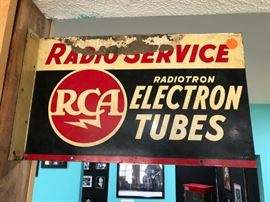 RADIO SERVICE
RADIOTRON
RCA
ELECTRON
TUBES